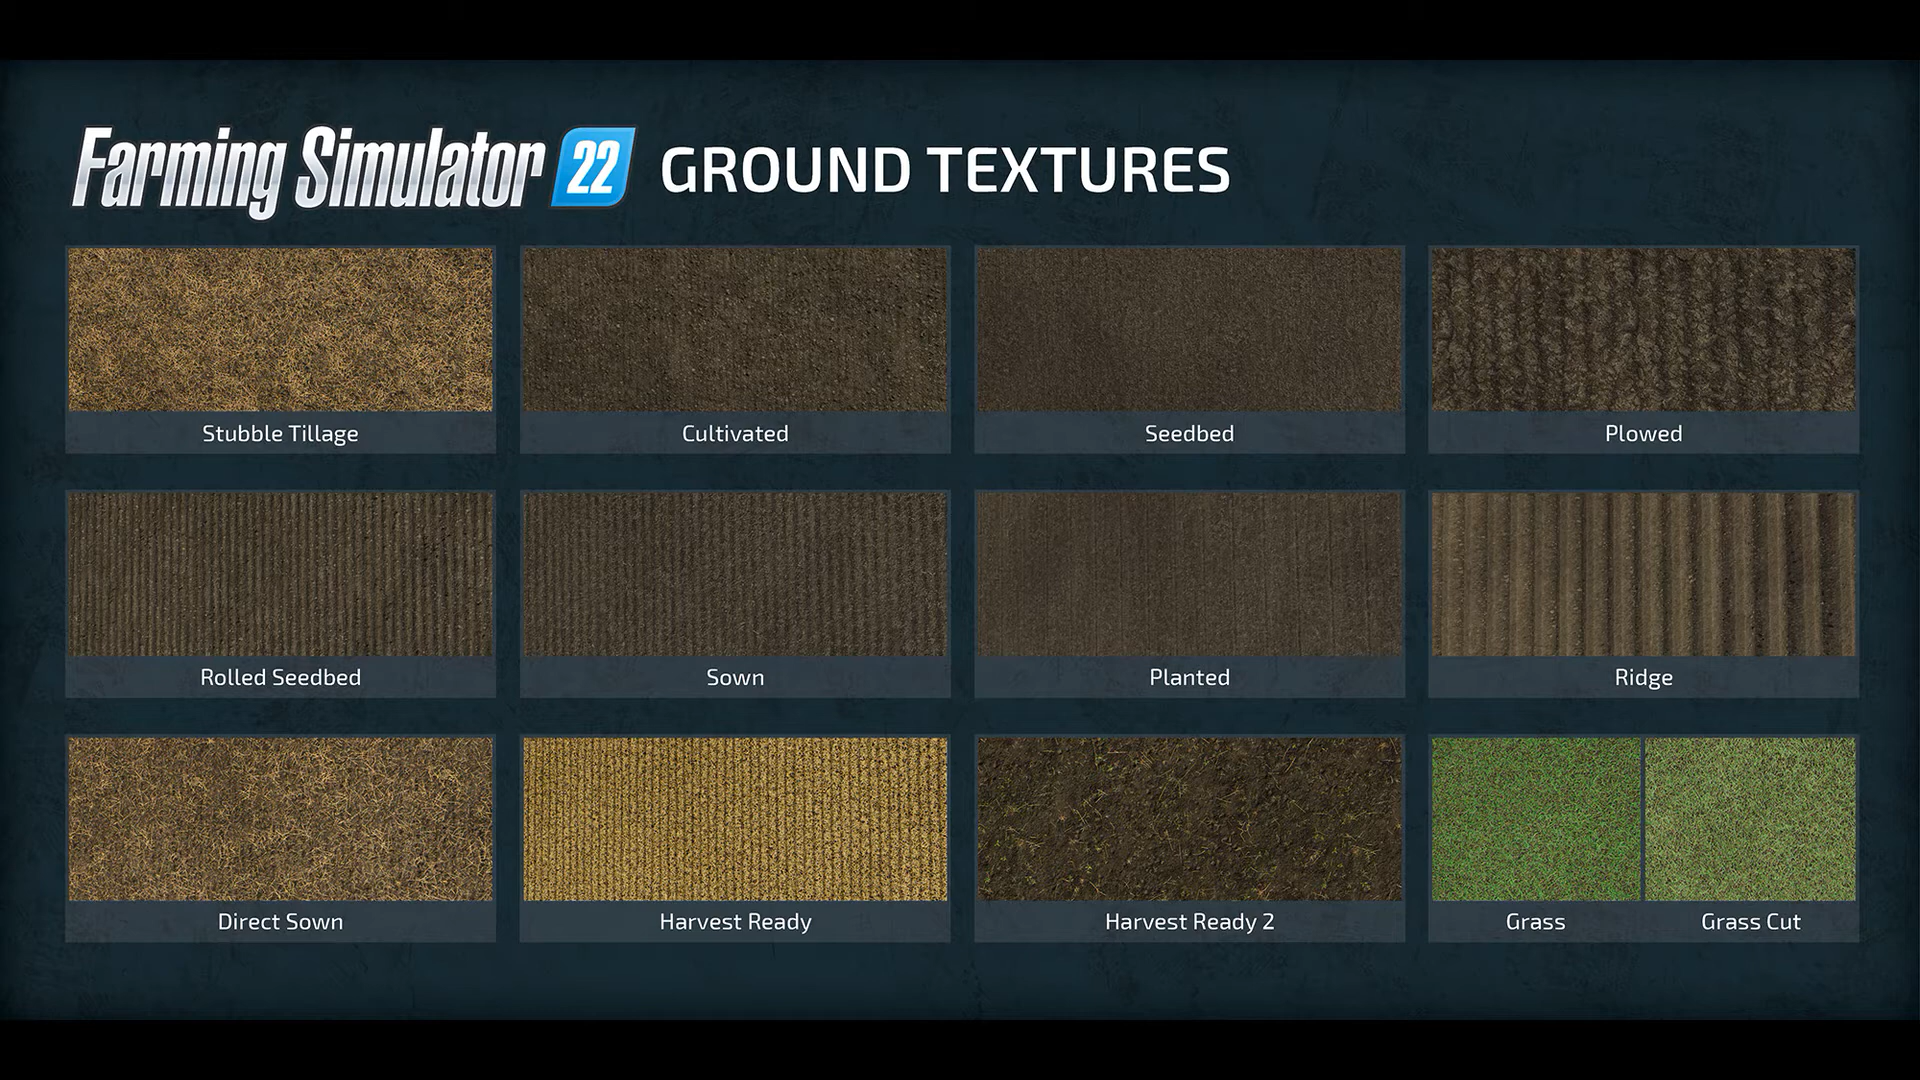 Farming Simulator 22 GROUND TEXTURES
Stubble Tillage
Cultivated
Seedbed
Plowed
Rolled Seedbed
Sown
Planted
Ridge
Direct Sown
Harvest Ready
Harvest Ready 2
Grass
Grass Cut